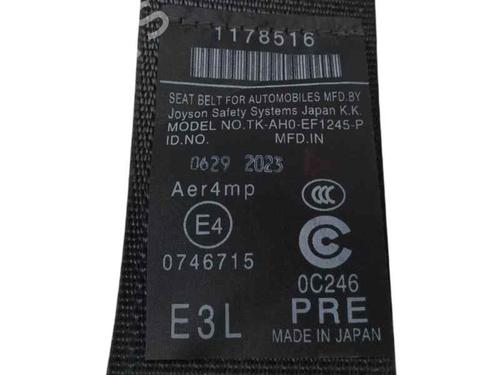 1178516
SEAT BELT FOR AUTOMOBILES MFD.BY
Joyson Safety Systems Japan K.K.
MODEL NO.TK-AH0-EF1245-P
ID.NO. MFD.IN
0629 2023
Aer4mp
E4
0746715
CCC
0C246
E3L
PRE
MADE IN JAPAN